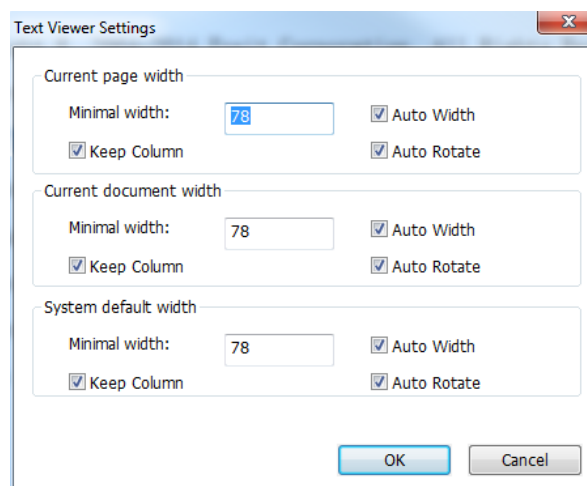 Text Viewer Settings
Current page width
Minimal width: 78 Auto Width
Keep Column Auto Rotate
Current document width
Minimal width: 78 Auto Width
Keep Column Auto Rotate
System default width
Minimal width: 78 Auto Width
Keep Column Auto Rotate
OK Cancel